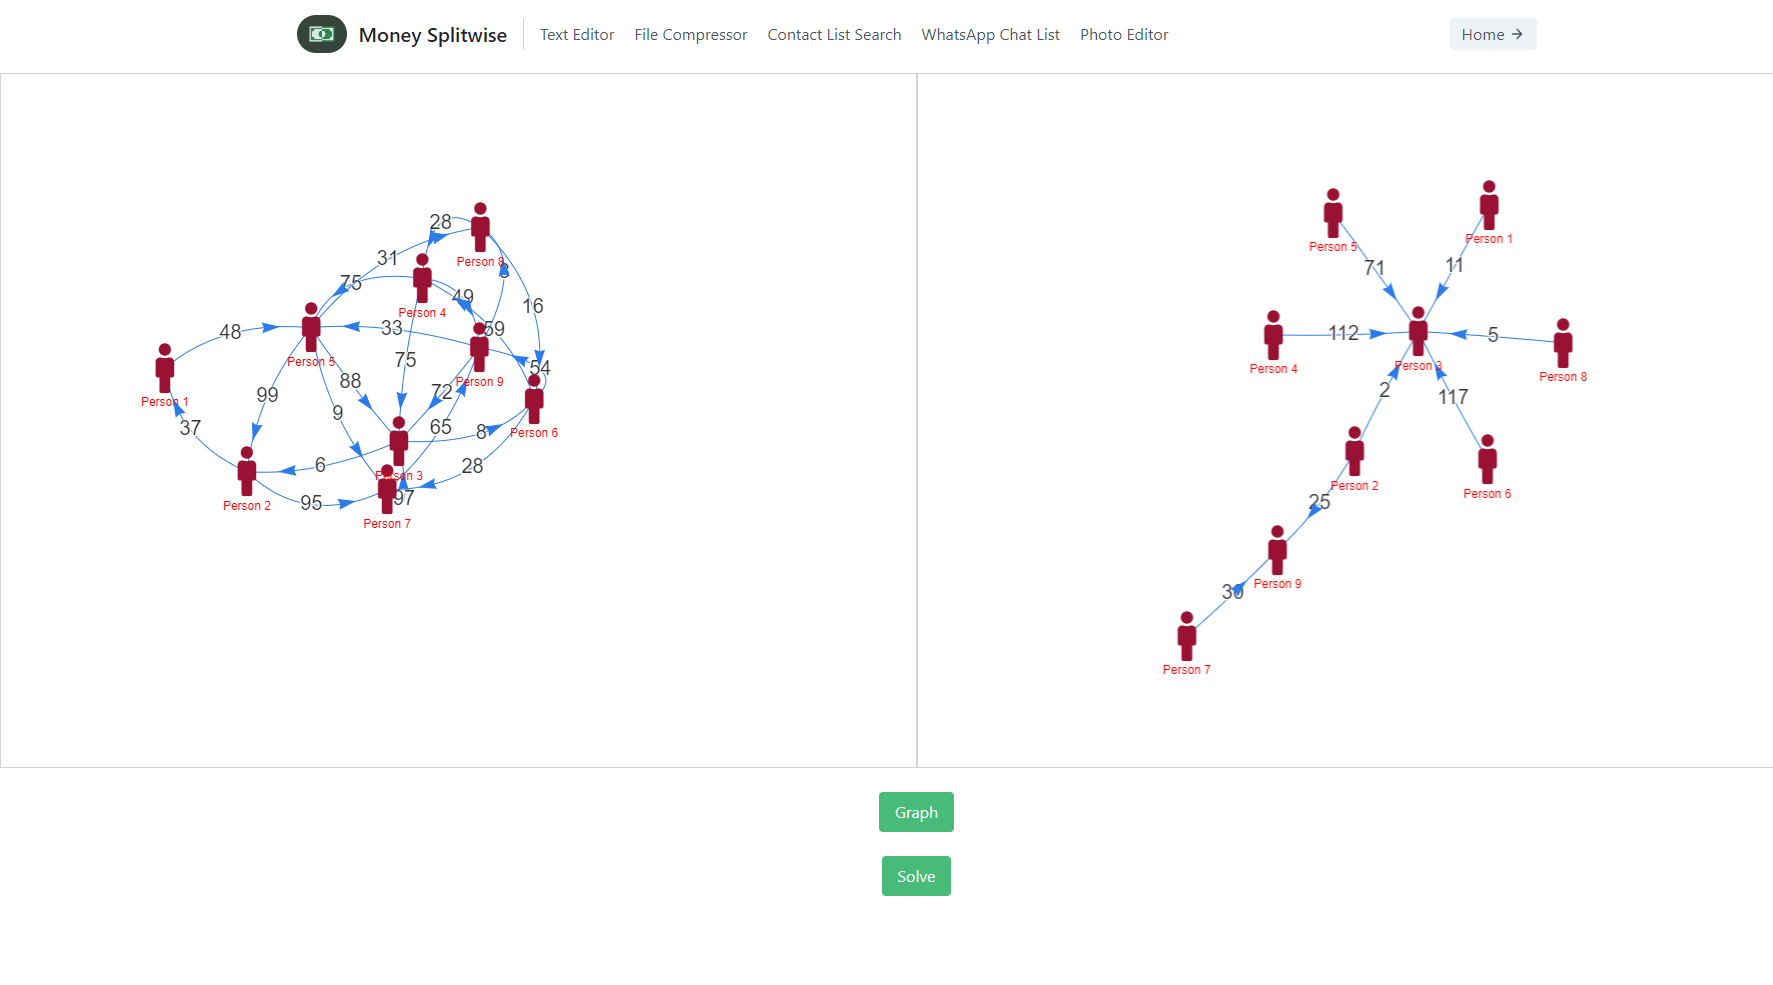 Money Splitwise
Text Editor
File Compressor
Contact List Search
WhatsApp Chat List
Photo Editor
Home →
28
Person 8
31
8
75
49
16
Person 4
48
33
59
Person 5
75
54
88
72
Person 9
Person 1
99
9
37
65
8
Person 6
6
28
Person 3
95
97
Person 2
Person 7
Person 5
Person 1
71
11
112
5
Person 4
Person 3
Person 8
2
117
Person 2
Person 6
25
Person 9
30
Person 7
Graph
Solve